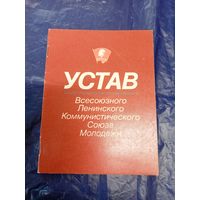 УСТАВ
Всесоюзного
Ленинского
Коммунистического
Союза
Молодежи